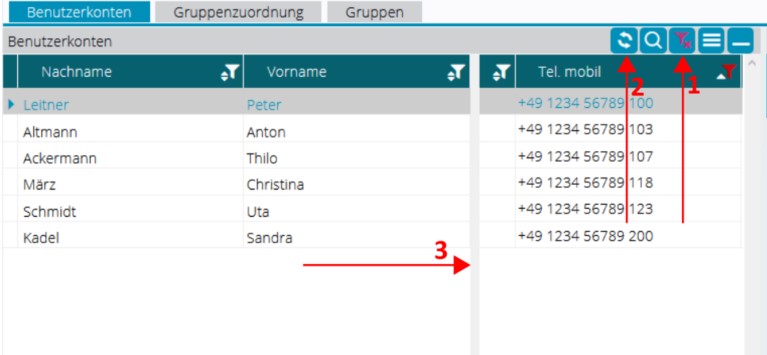 Benutzerkonten Gruppenzuordnung Gruppen
Benutzerkonten
Nachname Vorname Tel. mobil 2 1
Leitner Peter +49 1234 56789 100
Altmann Anton +49 1234 56789 103
Ackermann Thilo +49 1234 56789 107
März Christina +49 1234 56789 118
Schmidt Uta +49 1234 56789 123
Kadel Sandra +49 1234 56789 200
3